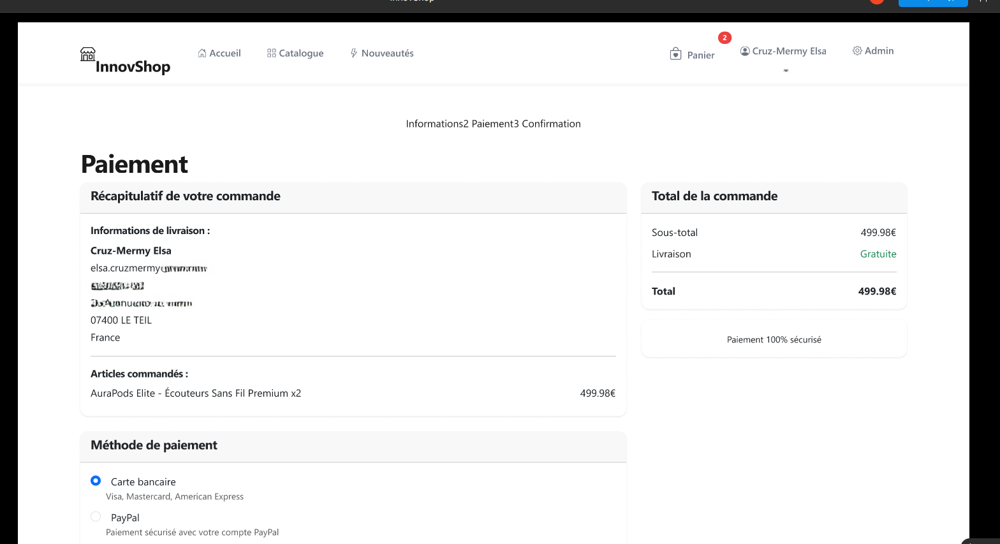 InnovShop
Accueil
Catalogue
Nouveautés
Panier
2
Cruz-Mermy Elsa
Admin
Informations2 Paiement3 Confirmation
Paiement
Récapitulatif de votre commande
Informations de livraison :
Cruz-Mermy Elsa
elsa.cruzmermy
07400 LE TEIL
France
Articles commandés :
AuraPods Elite - Écouteurs Sans Fil Premium x2 499.98€
Méthode de paiement
Carte bancaire
Visa, Mastercard, American Express
PayPal
Paiement sécurisé avec votre compte PayPal
Total de la commande
Sous-total 499.98€
Livraison Gratuite
Total 499.98€
Paiement 100% sécurisé